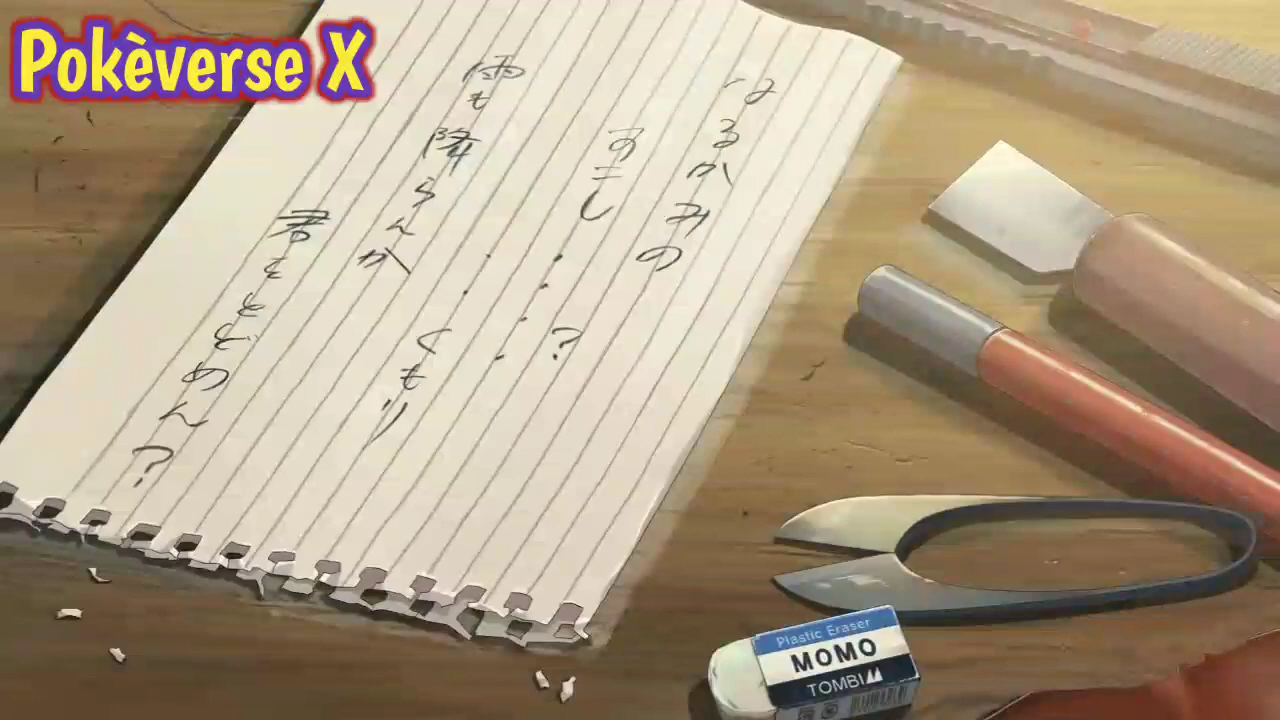 Pokèverse X
なるかみの
すこし・・?
雨も降らんか
・・・・くもり
君をとどめん?
Plastic Eraser
MOMO
TOMBI